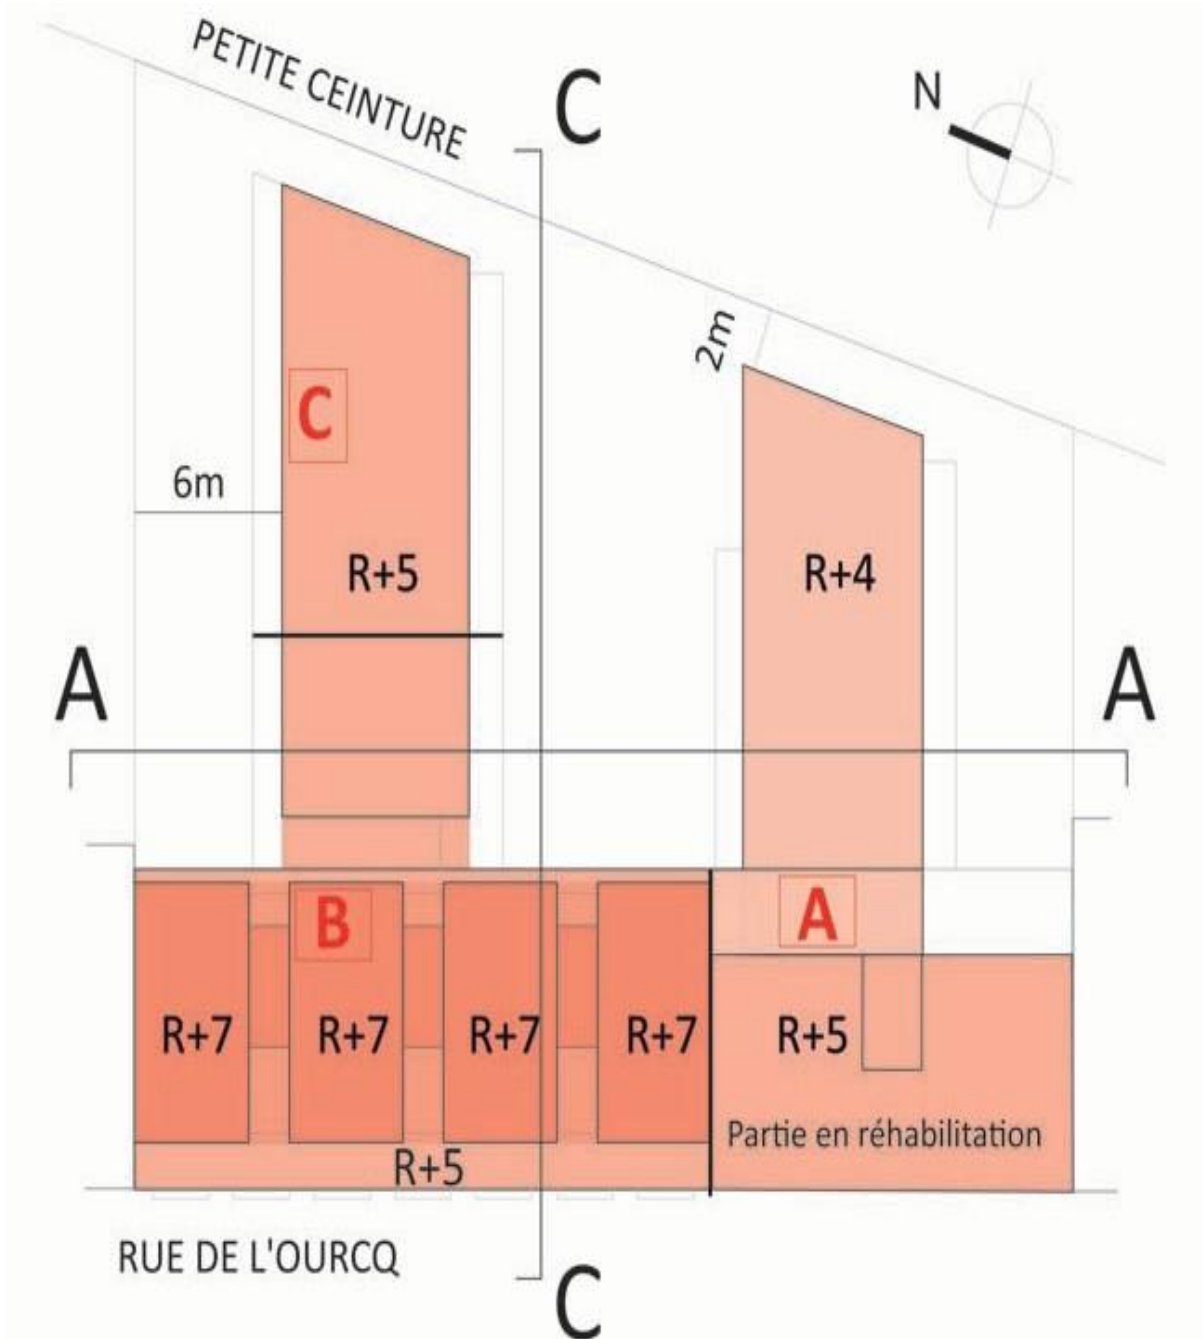 PETITE CEINTURE
C
N
2m
C
6m
R+5
R+4
A
A
B
A
R+7
R+7
R+7
R+7
R+5
Partie en réhabilitation
R+5
RUE DE L'OURCQ
C